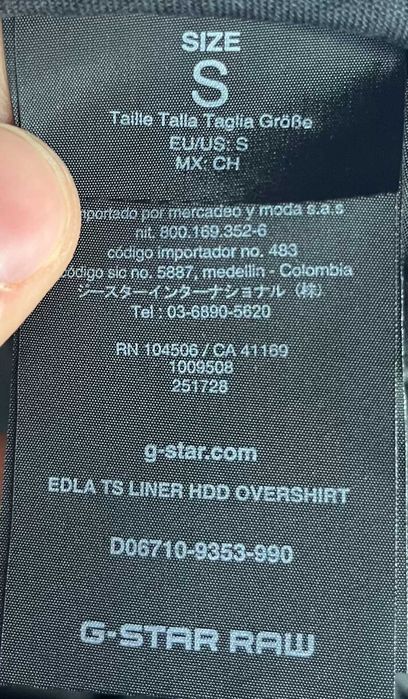 SIZE
S
Taille Talla Taglia Größe
EU/US: S
MX: CH
mportado por mercadeo y moda s.a.s
nit. 800.169.352-6
código importador no. 483
código sic no. 5887, medellin - Colombia
ジースターインターナショナル (株)
Tel : 03-6890-5620
RN 104506 / CA 41169
1009508
251728
g-star.com
EDLA TS LINER HDD OVERSHIRT
D06710-9353-990
G-STAR RAW